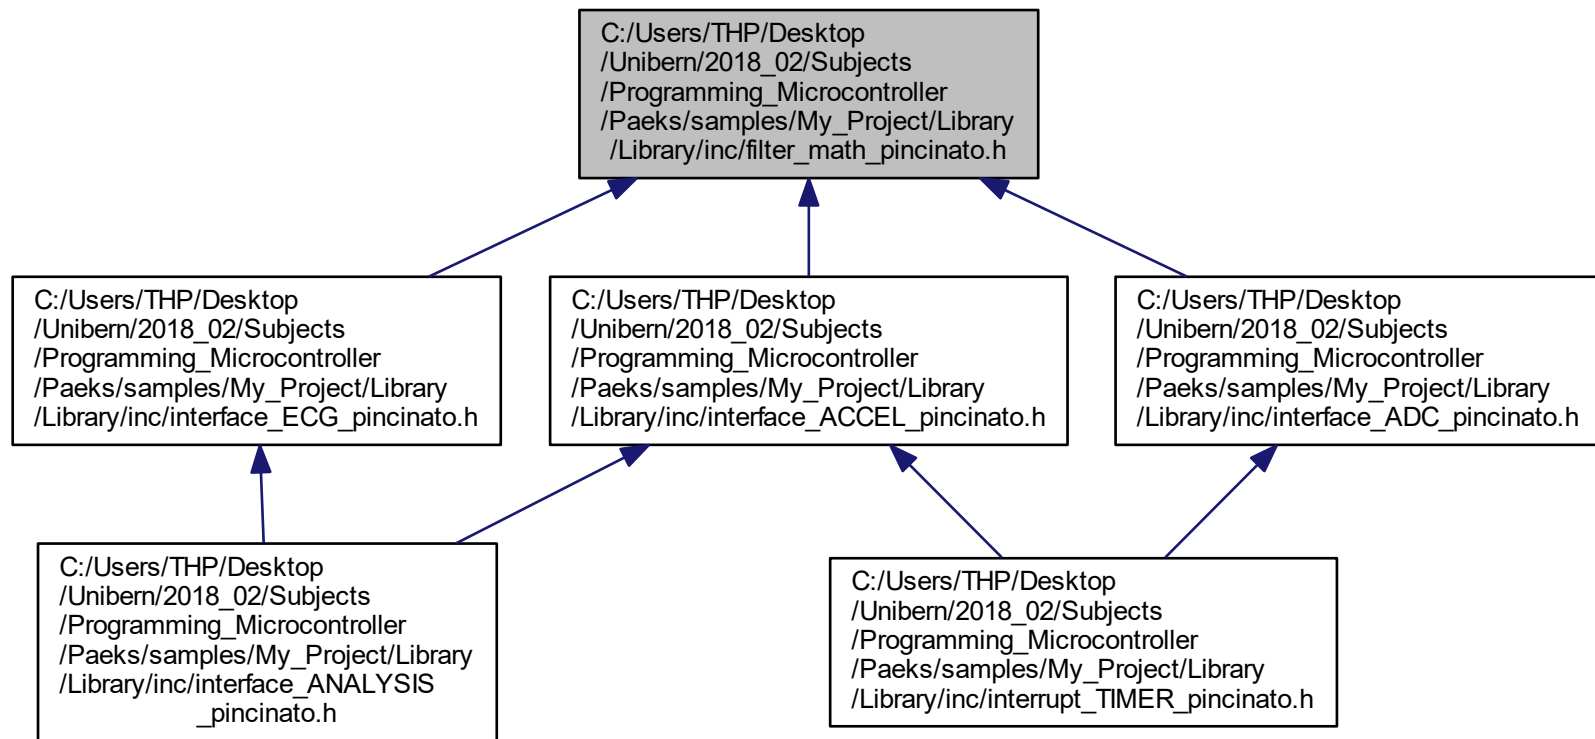 C:/Users/THP/Desktop
/Unibern/2018_02/Subjects
/Programming_Microcontroller
/Paeks/samples/My_Project/Library
/Library/inc/filter_math_pincinato.h
C:/Users/THP/Desktop
/Unibern/2018_02/Subjects
/Programming_Microcontroller
/Paeks/samples/My_Project/Library
/Library/inc/interface_ECG_pincinato.h
C:/Users/THP/Desktop
/Unibern/2018_02/Subjects
/Programming_Microcontroller
/Paeks/samples/My_Project/Library
/Library/inc/interface_ACCEL_pincinato.h
C:/Users/THP/Desktop
/Unibern/2018_02/Subjects
/Programming_Microcontroller
/Paeks/samples/My_Project/Library
/Library/inc/interface_ADC_pincinato.h
C:/Users/THP/Desktop
/Unibern/2018_02/Subjects
/Programming_Microcontroller
/Paeks/samples/My_Project/Library
/Library/inc/interface_ANALYSIS
_pincinato.h
C:/Users/THP/Desktop
/Unibern/2018_02/Subjects
/Programming_Microcontroller
/Paeks/samples/My_Project/Library
/Library/inc/interrupt_TIMER_pincinato.h